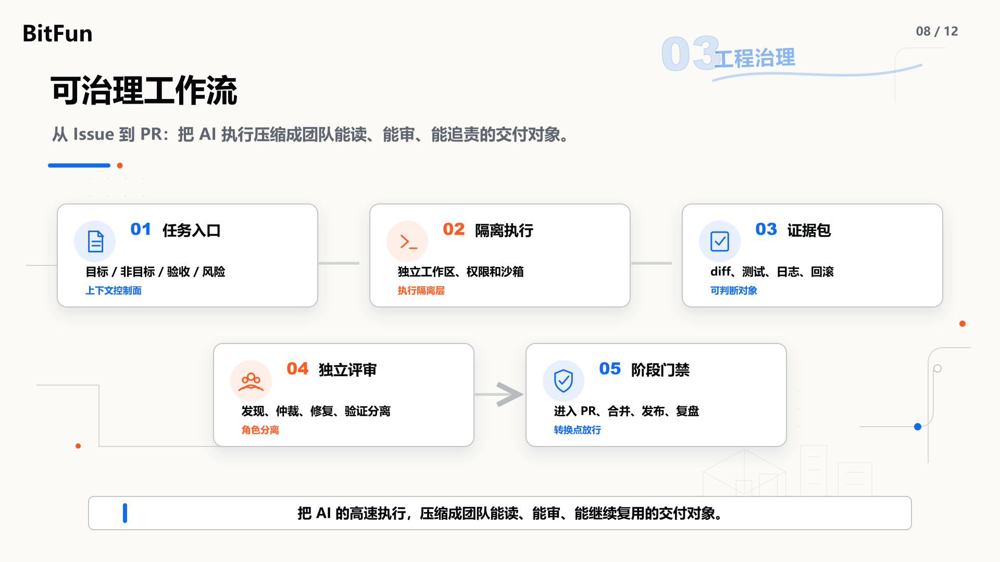 BitFun
08 / 12
03
工程治理
可治理工作流
从 Issue 到 PR：把 AI 执行压缩成团队能读、能审、能追责的交付对象。
01 任务入口
目标 / 非目标 / 验收 / 风险
上下文控制面
02 隔离执行
独立工作区、权限和沙箱
执行隔离层
03 证据包
diff、测试、日志、回滚
可判断对象
04 独立评审
发现、仲裁、修复、验证分离
角色分离
05 阶段门禁
进入 PR、合并、发布、复盘
转换点放行
把 AI 的高速执行，压缩成团队能读、能审、能继续复用的交付对象。